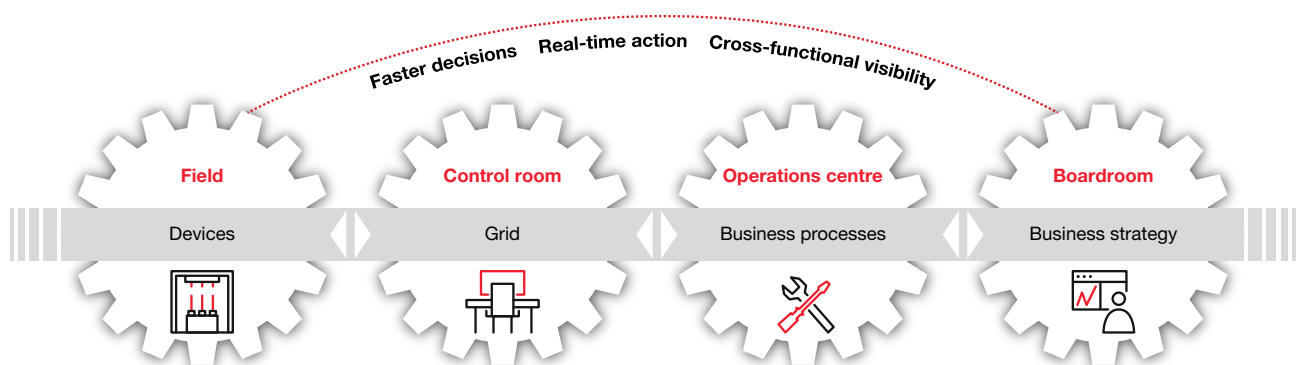 Faster decisions Real-time action Cross-functional visibility
Field Control room Operations centre Boardroom
Devices Grid Business processes Business strategy